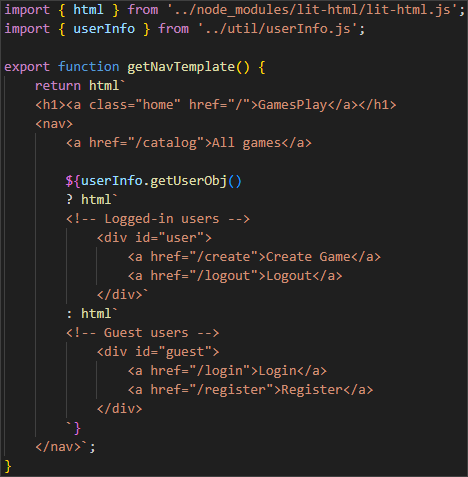 import { html } from '../node_modules/lit-html/lit-html.js';
import { userInfo } from '../util/userInfo.js';

export function getNavTemplate() {
    return html`
    <h1><a class="home" href="/">GamesPlay</a></h1>
    <nav>
        <a href="/catalog">All games</a>

        ${userInfo.getUserObj()
        ? html`
        <!-- Logged-in users -->
            <div id="user">
                <a href="/create">Create Game</a>
                <a href="/logout">Logout</a>
            </div>`
        : html`
        <!-- Guest users -->
            <div id="guest">
                <a href="/login">Login</a>
                <a href="/register">Register</a>
            </div>
        `}
    </nav>`;
}